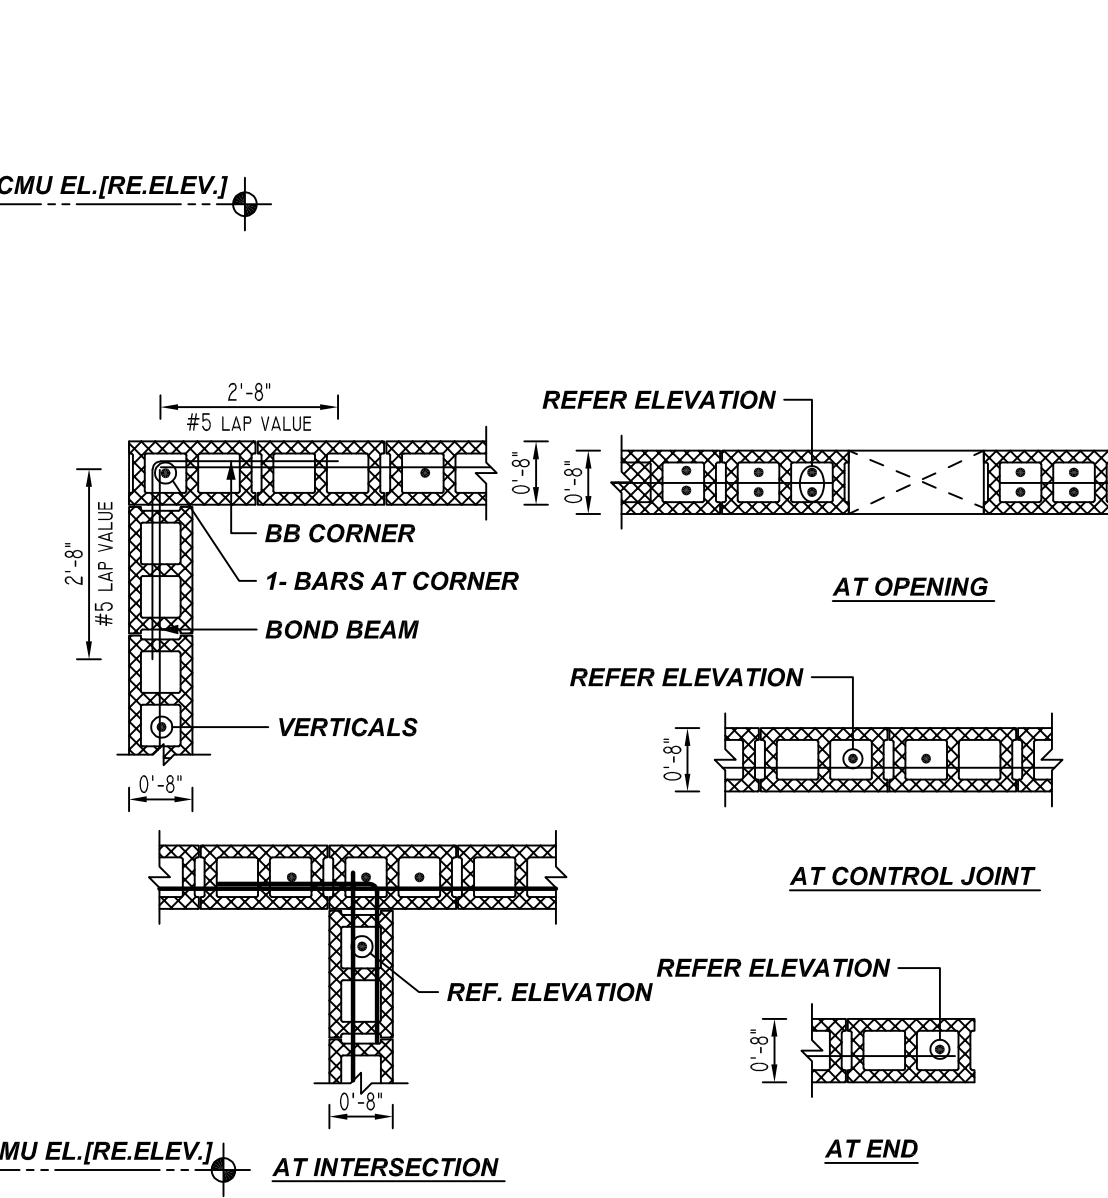 CMU EL.[RE.ELEV.]
2'-8"
#5 LAP VALUE
REFER ELEVATION
0'-8"
0'-8"
BB CORNER
2'-8"
#5 LAP VALUE
1- BARS AT CORNER
AT OPENING
BOND BEAM
REFER ELEVATION
VERTICALS
0'-8"
0'-8"
AT CONTROL JOINT
REFER ELEVATION
REF. ELEVATION
0'-8"
0'-8"
MU EL.[RE.ELEV.]
AT INTERSECTION
AT END